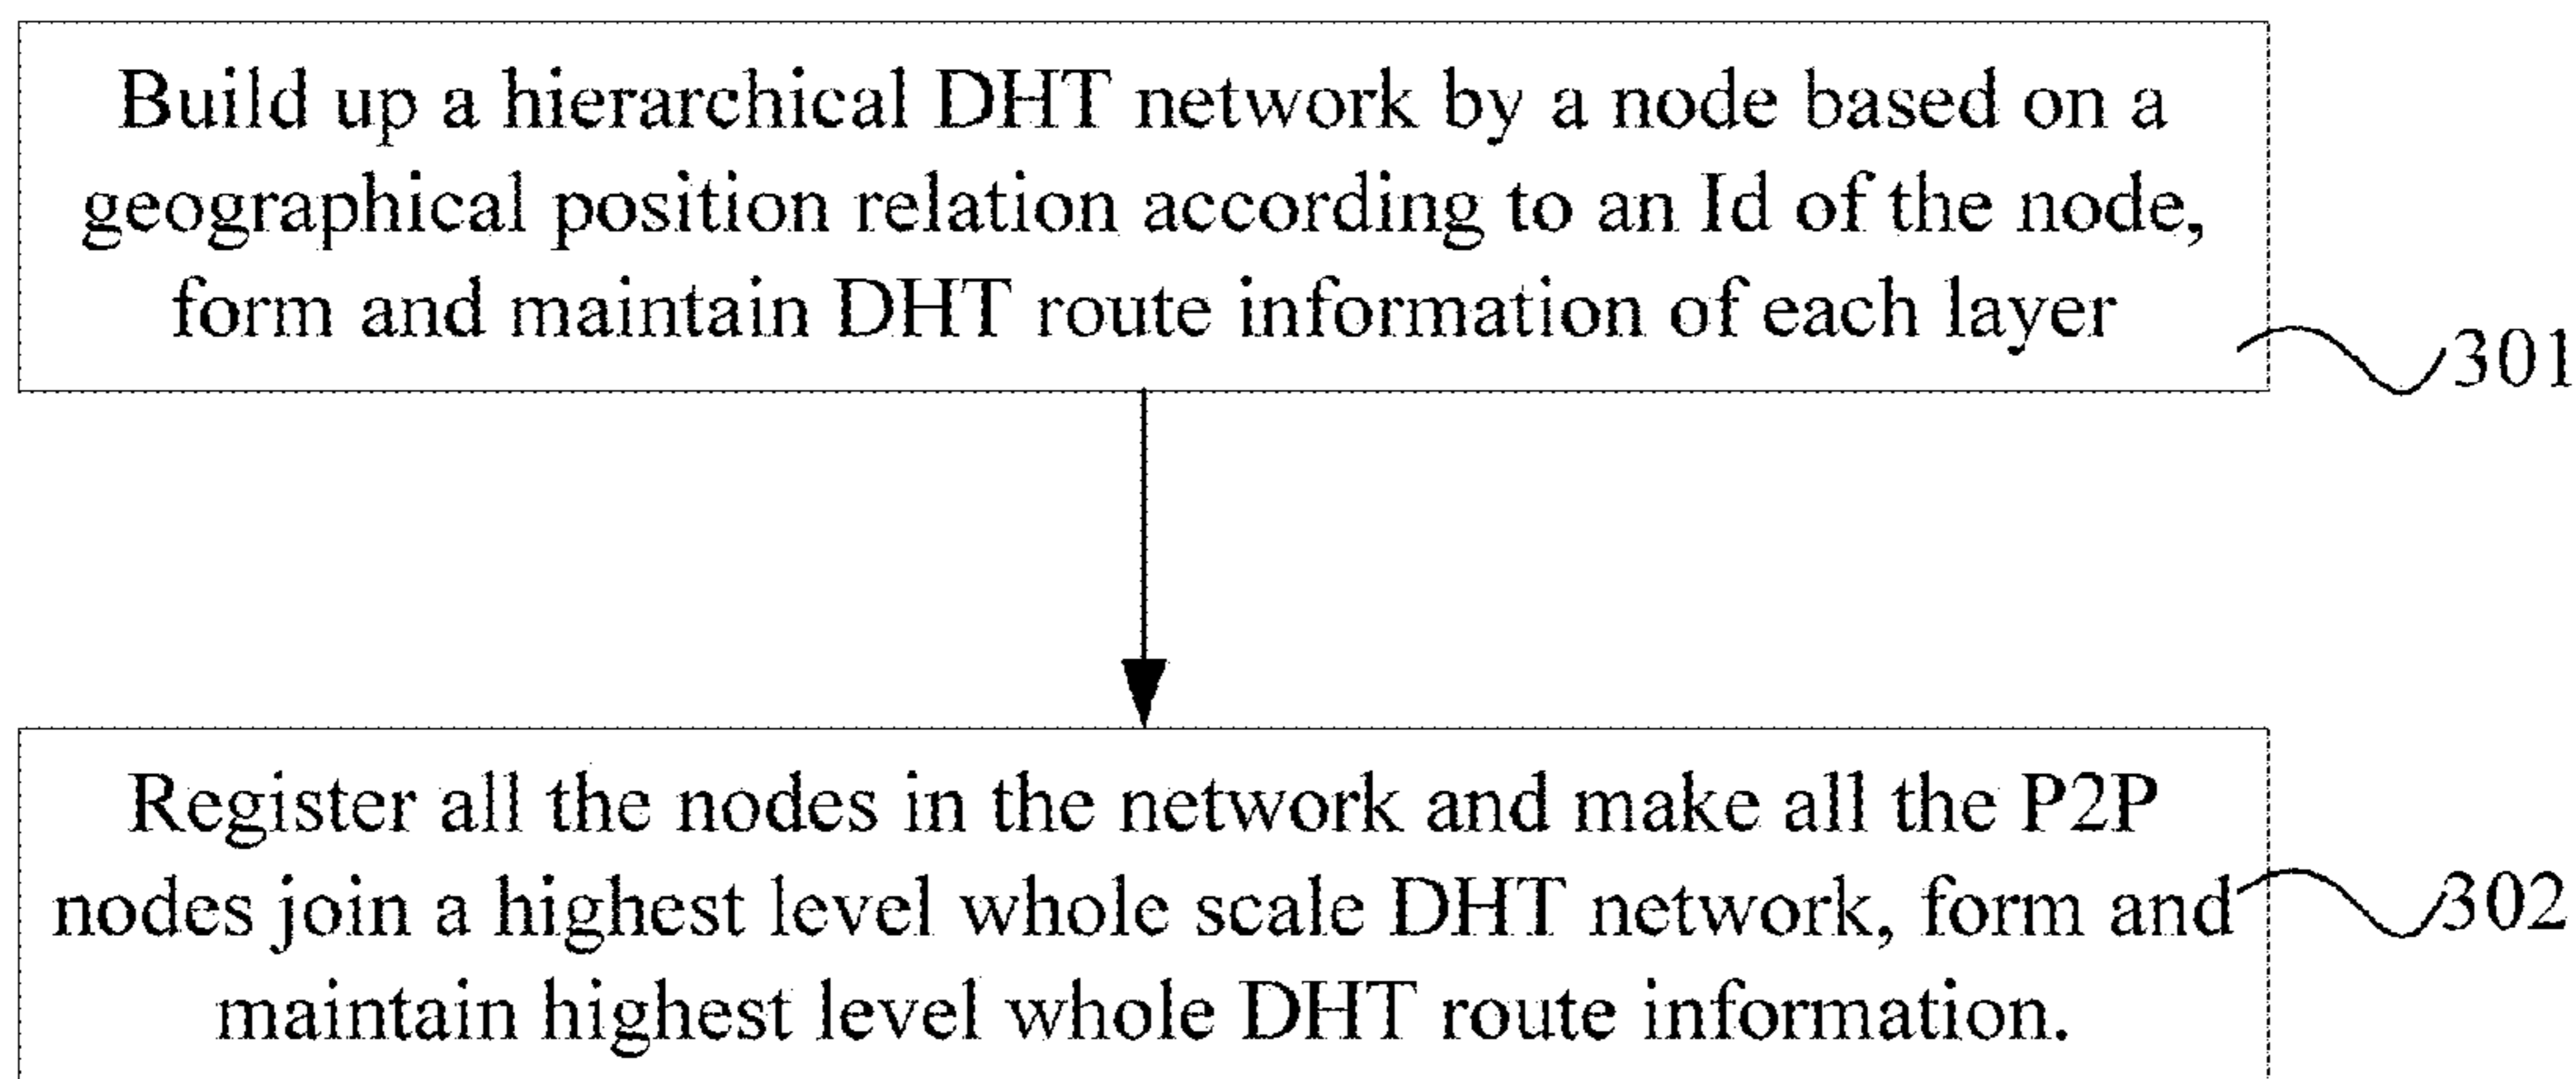 Build up a hierarchical DHT network by a node based on a
geographical position relation according to an Id of the node,
form and maintain DHT route information of each layer
301
Register all the nodes in the network and make all the P2P
nodes join a highest level whole scale DHT network, form and
302
maintain highest level whole DHT route information.